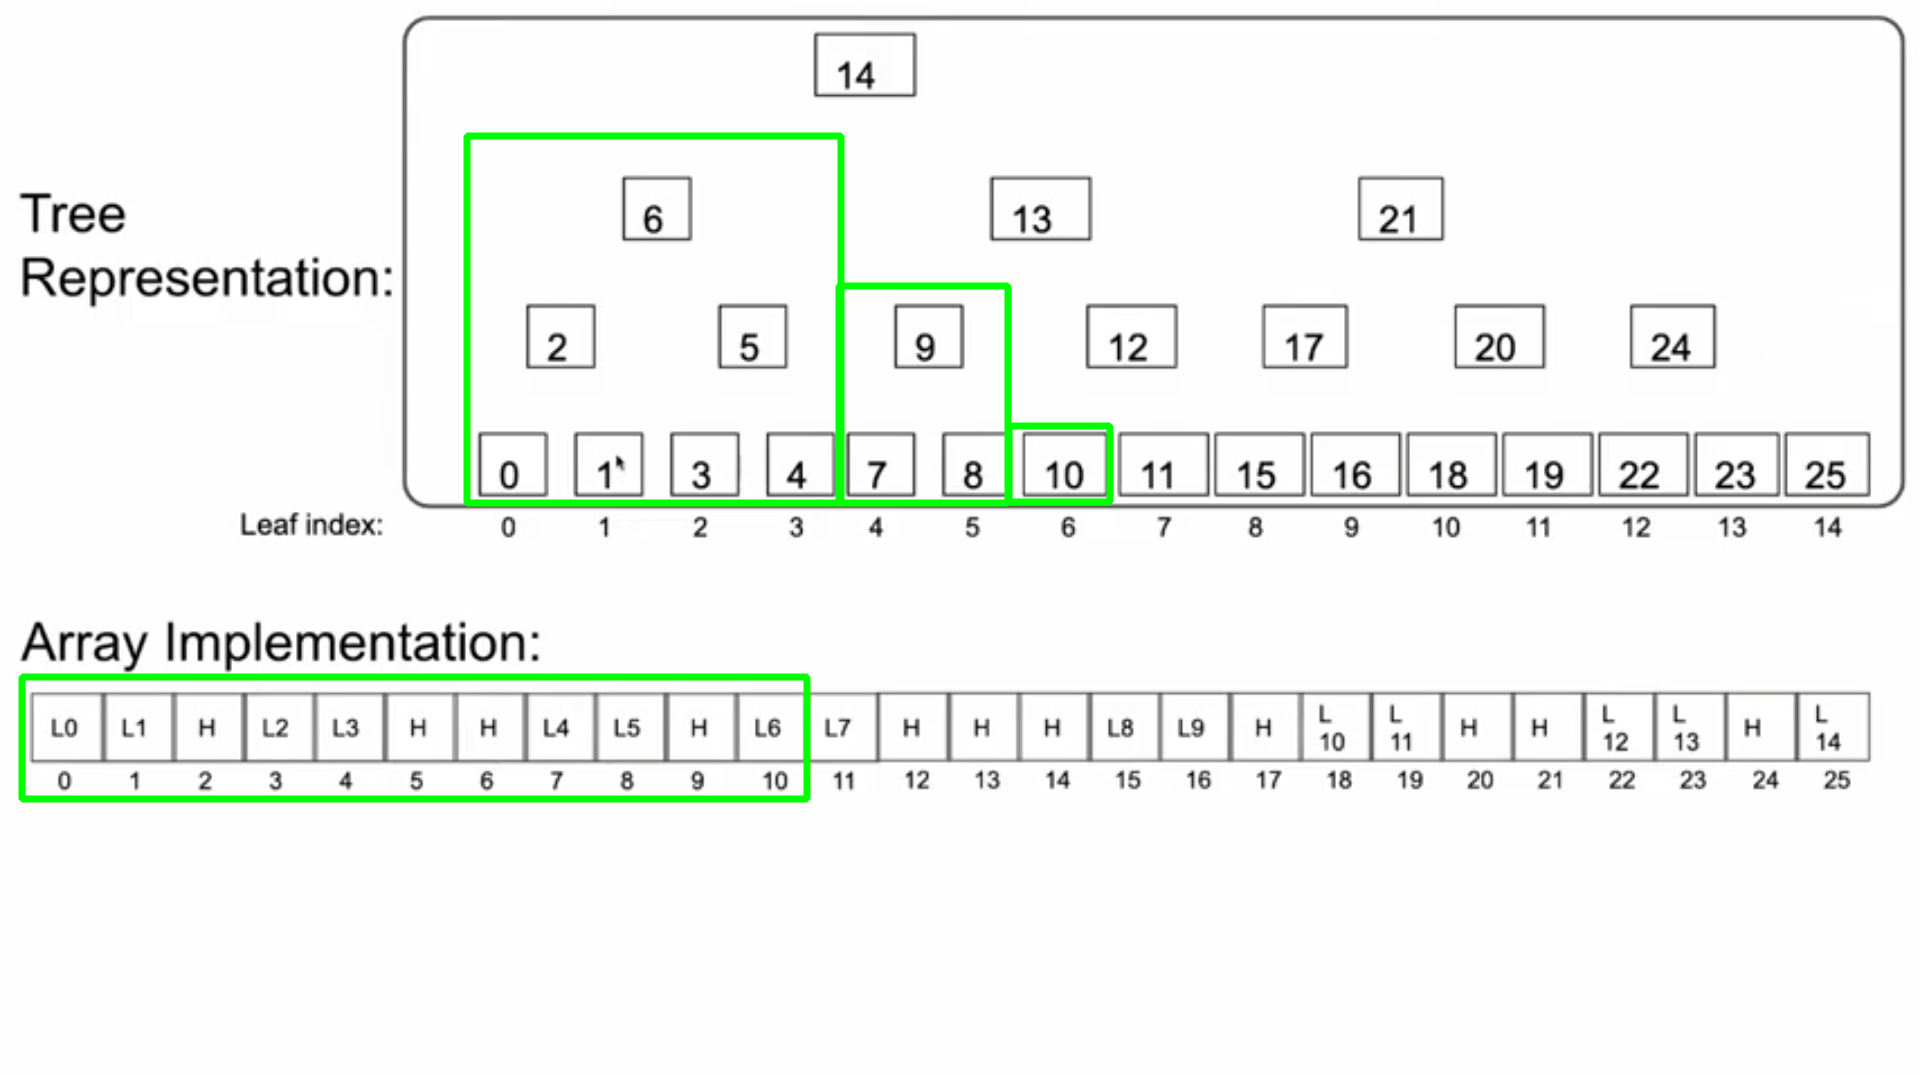 14
6 13 21
Tree
Representation:
2 5 9 12 17 20 24
0 1 3 4 7 8 10 11 15 16 18 19 22 23 25
Leaf index: 0 1 2 3 4 5 6 7 8 9 10 11 12 13 14
Array Implementation:
L0 L1 H L2 L3 H H L4 L5 H L6 L7 H H H L8 L9 H L 10 L 11 H H L 12 L 13 H L 14
0 1 2 3 4 5 6 7 8 9 10 11 12 13 14 15 16 17 18 19 20 21 22 23 24 25